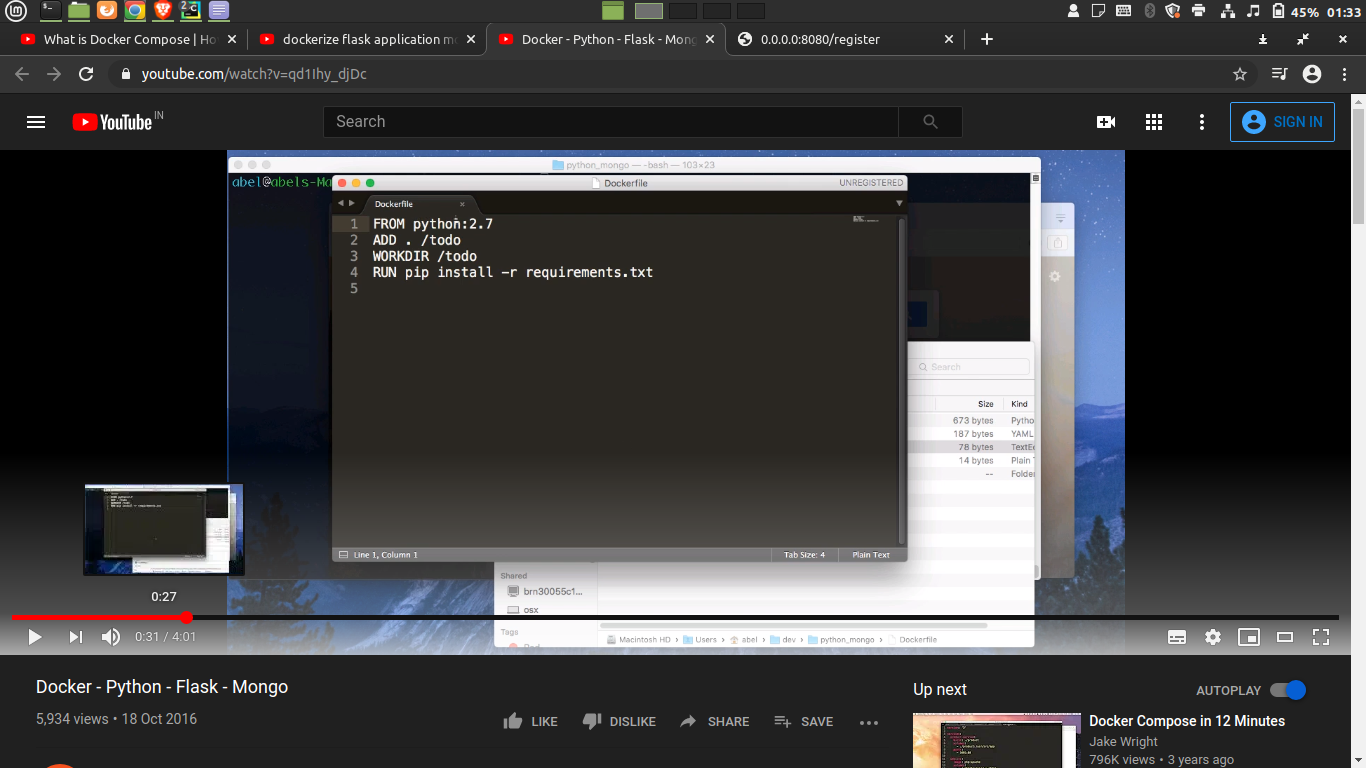 45% 01:33
What is Docker Compose | Ho
dockerize flask application mo
Docker - Python - Flask - Mong
0.0.0.0:8080/register
youtube.com/watch?v=qd1Ihy_djDc
YouTube IN
Search
SIGN IN
python_mongo — -bash — 103×23
abel@abels-Ma
Dockerfile
UNREGISTERED
Dockerfile
1 FROM python:2.7
2 ADD . /todo
3 WORKDIR /todo
4 RUN pip install -r requirements.txt
5
Search
Size Kind
673 bytes Pytho
187 bytes YAML
78 bytes TextEd
14 bytes Plain
-- Folde
Line 1, Column 1
Tab Size: 4
Plain Text
Shared
brn30055c1...
osx
Tags
Macintosh HD › Users › abel › dev › python_mongo › Dockerfile
0:27
0:31 / 4:01
Docker - Python - Flask - Mongo
5,934 views • 18 Oct 2016
LIKE
DISLIKE
SHARE
SAVE
Up next
AUTOPLAY
Docker Compose in 12 Minutes
Jake Wright
796K views • 3 years ago